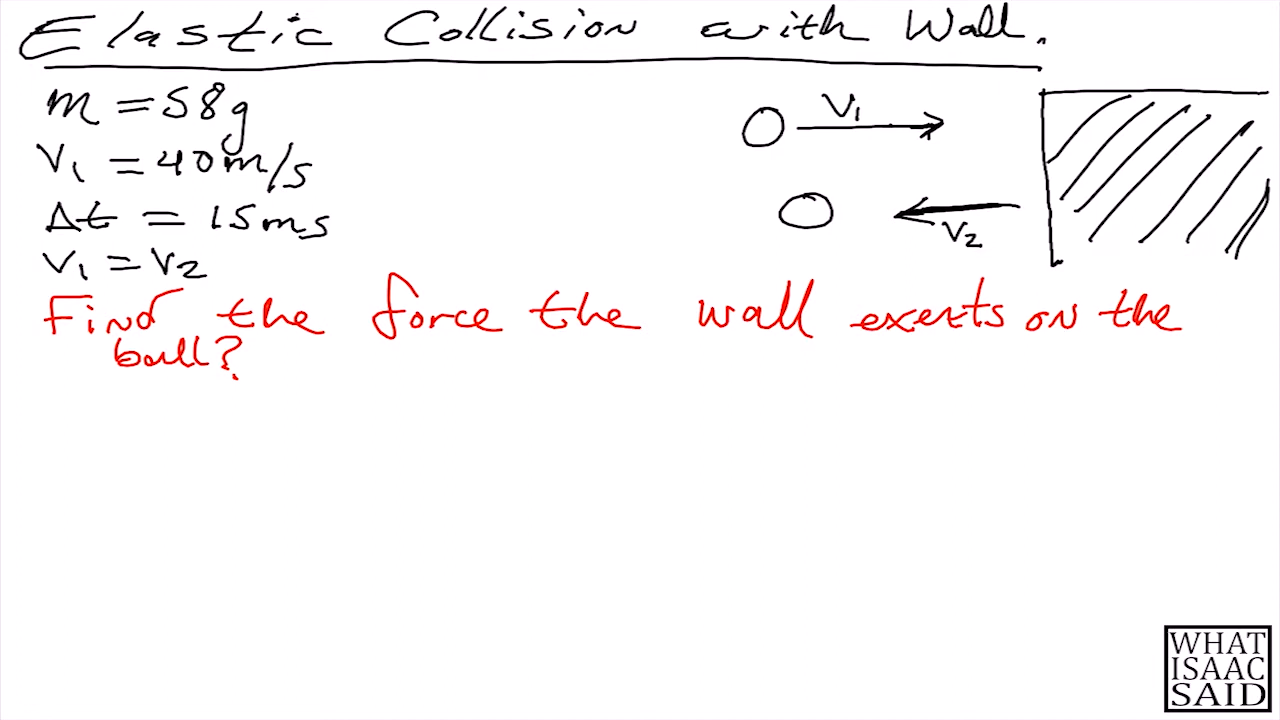 Elastic Collision with Wall.
m = 58g
V1 = 40m/s
Δt = 15ms
V1 = V2
V1
V2
Find the force the wall exerts on the
ball?
WHAT
ISAAC
SAID